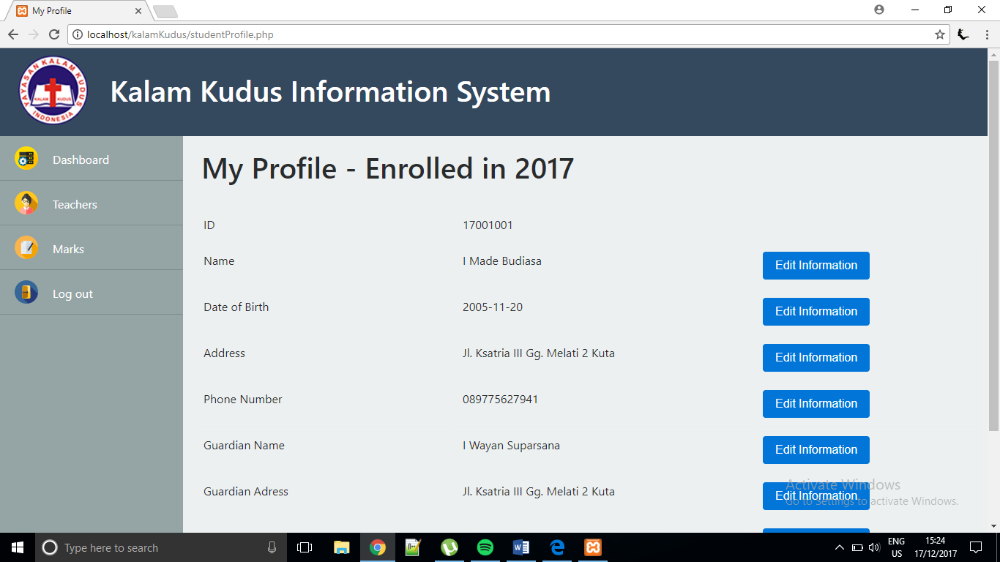 My Profile
localhost/kalamKudus/studentProfile.php
YAYASAN KALAM KUDUS
KALAM KUDUS
INDONESIA
Kalam Kudus Information System
Dashboard
Teachers
Marks
Log out
My Profile - Enrolled in 2017
ID 17001001
Name I Made Budiasa Edit Information
Date of Birth 2005-11-20 Edit Information
Address Jl. Ksatria III Gg. Melati 2 Kuta Edit Information
Phone Number 089775627941 Edit Information
Guardian Name I Wayan Suparsana Edit Information
Guardian Adress Jl. Ksatria III Gg. Melati 2 Kuta Edit Information
Activate Windows
Go to Settings to activate Windows.
Type here to search
ENG
US
15:24
17/12/2017